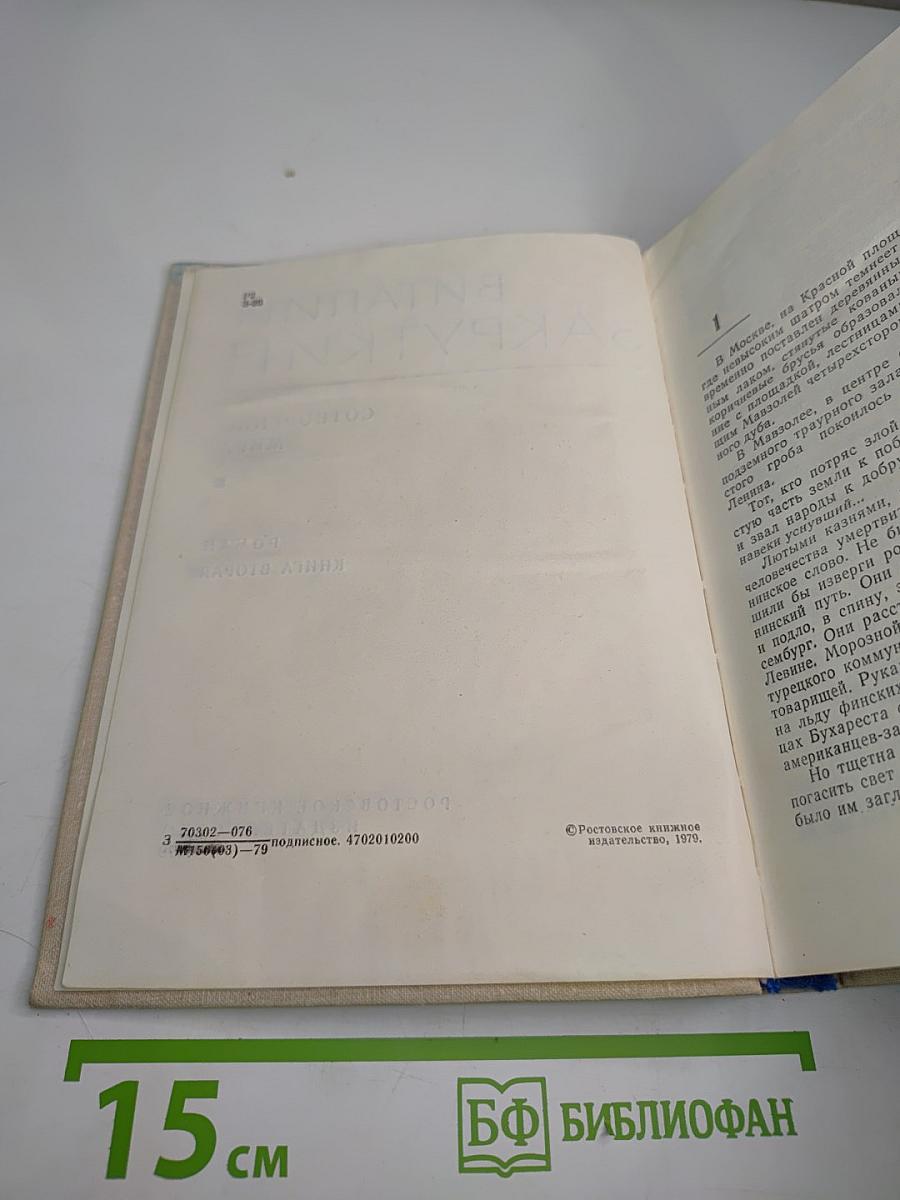 Р2
З-20
З 70302—076
М156(03)—79 подписное. 4702010200
©Ростовское книжное
издательство, 1979.
1
В Москве, на Красной площ
где невысоким шатром темнеет
временно поставлен деревянны
ным лаком, стянутые кованым
коричневые брусья образовал
ние с площадкой, лестницам
щим Мавзолей четырехсторо
ного дуба.
В Мавзолее, в центре
подземного траурного зала
стого гроба покоилось
Ленина.
Тот, кто потряс злой
стую часть земли к поб
и звал народы к добру
навеки уснувший...
Лютыми казнями,
человечества умертви
нинское слово. Не б
шили бы изверги ро
нинский путь. Они
и подло, в спину, з
сембург. Они расст
Левине. Морозной
турецкого коммун
товарищей. Рука
на льду финских
цах Бухареста
американцев-за
Но тщетна
погасить свет
было им загл
15 см
БФ БИБЛИОФАН